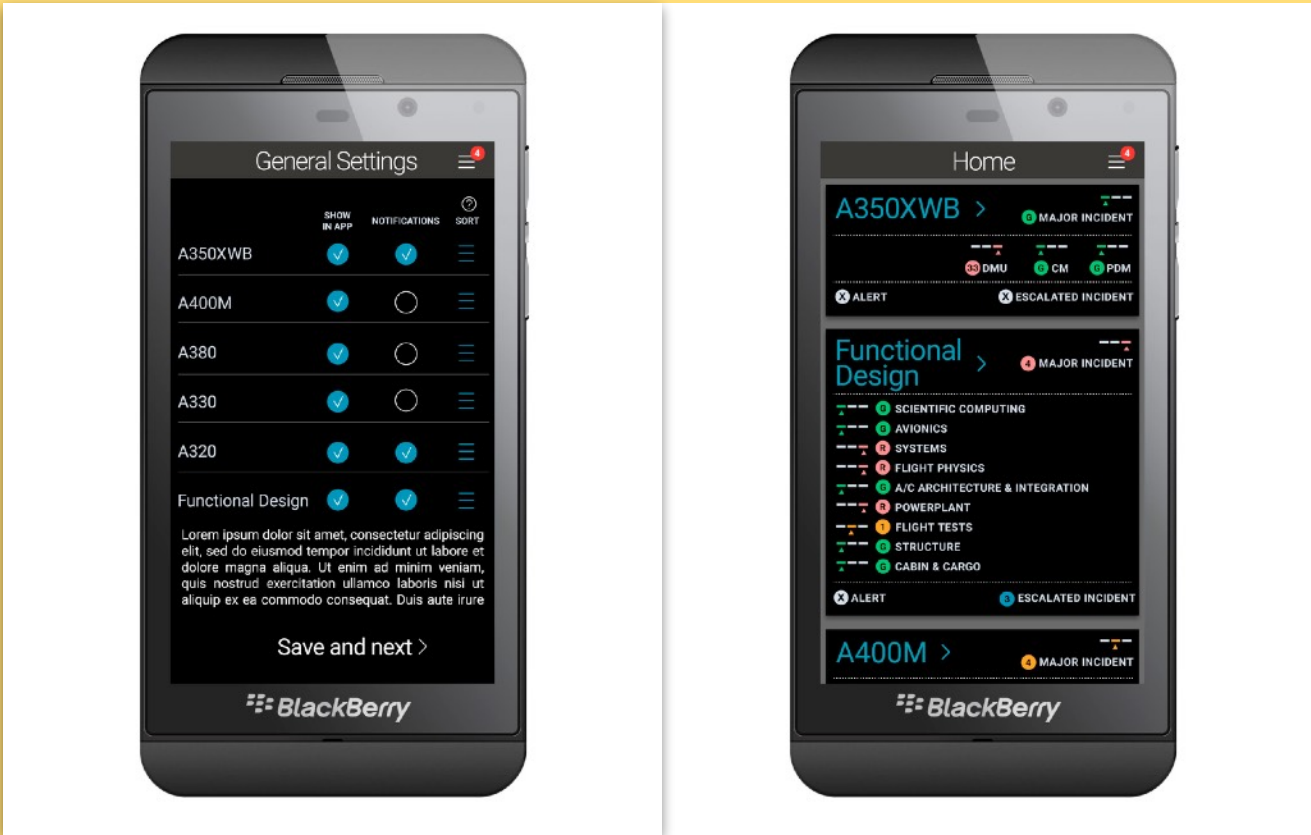 General Settings
4
?
SHOW
IN APP
NOTIFICATIONS
SORT
A350XWB
A400M
A380
A330
A320
Functional Design
Lorem ipsum dolor sit amet, consectetur adipiscing
elit, sed do eiusmod tempor incididunt ut labore et
dolore magna aliqua. Ut enim ad minim veniam,
quis nostrud exercitation ullamco laboris nisi ut
aliquip ex ea commodo consequat. Duis aute irure
Save and next >
BlackBerry
Home
4
A350XWB >
G MAJOR INCIDENT
33 DMU G CM G PDM
X ALERT X ESCALATED INCIDENT
Functional
Design >
4 MAJOR INCIDENT
G SCIENTIFIC COMPUTING
G AVIONICS
R SYSTEMS
R FLIGHT PHYSICS
G A/C ARCHITECTURE & INTEGRATION
R POWERPLANT
1 FLIGHT TESTS
G STRUCTURE
G CABIN & CARGO
X ALERT 3 ESCALATED INCIDENT
A400M >
4 MAJOR INCIDENT
BlackBerry